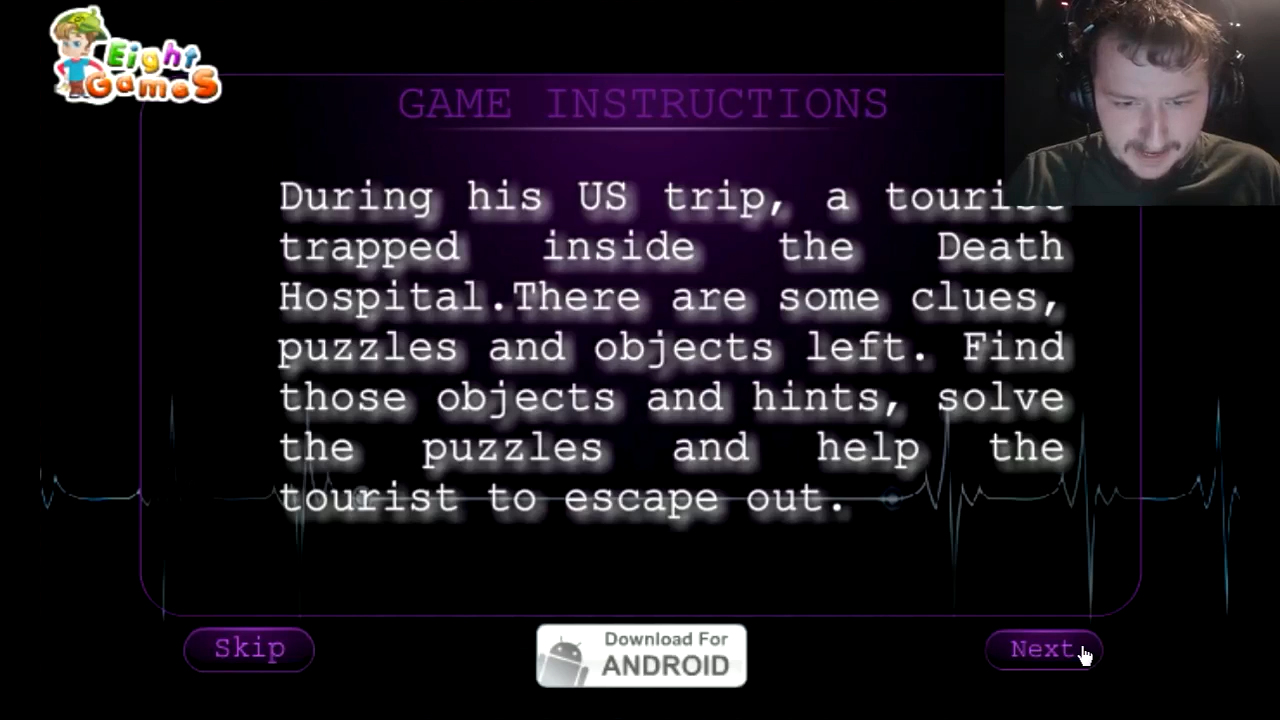 Eight
GameS
GAME INSTRUCTIONS
During his US trip, a
trapped inside the Death
Hospital.There are some clues,
puzzles and objects left. Find
those objects and hints, solve
the puzzles and help the
tourist to escape out.
Skip
Download For
ANDROID
Next